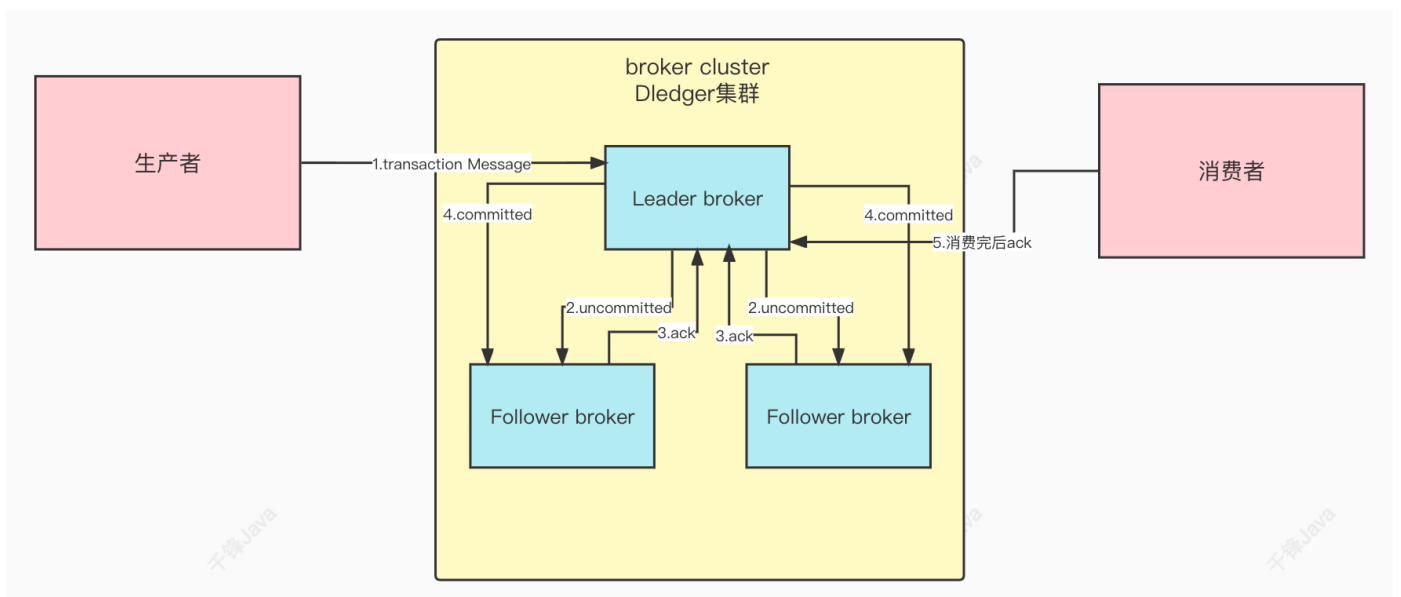 broker cluster
Dledger集群
生产者
1.transaction Message
Leader broker
消费者
4.committed
4.committed
5.消费完后ack
2.uncommitted
2.uncommitted
3.ack
3.ack
Follower broker
Follower broker
千锋Java
千锋Java